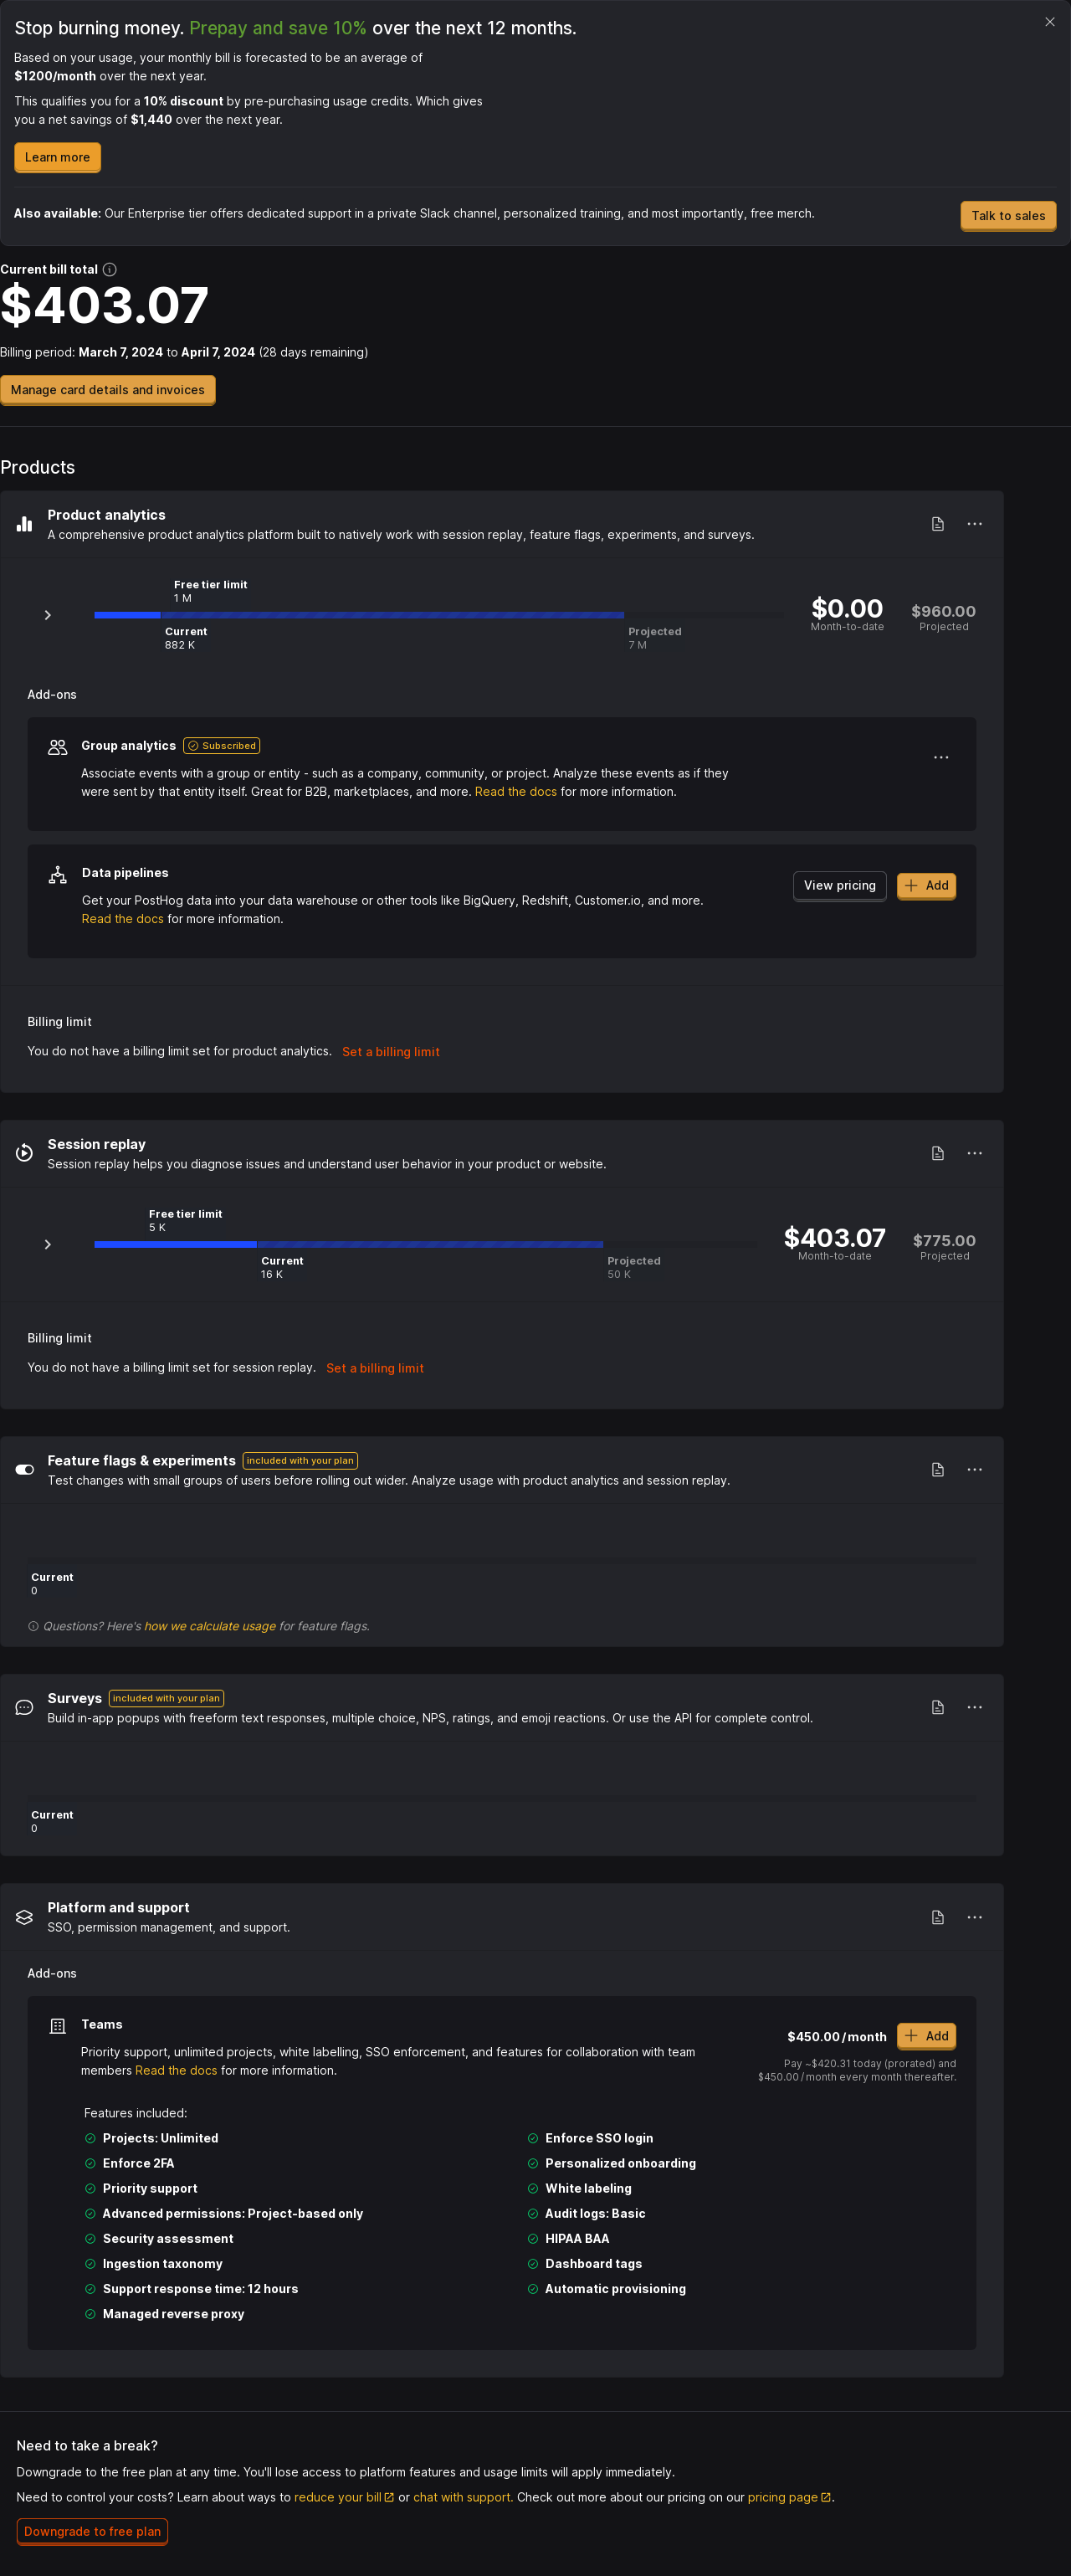 Stop burning money. Prepay and save 10% over the next 12 months.
Based on your usage, your monthly bill is forecasted to be an average of
$1200/month over the next year.
This qualifies you for a 10% discount by pre-purchasing usage credits. Which gives
you a net savings of $1,440 over the next year.
Learn more
Also available: Our Enterprise tier offers dedicated support in a private Slack channel, personalized training, and most importantly, free merch.
Talk to sales
Current bill total
$403.07
Billing period: March 7, 2024 to April 7, 2024 (28 days remaining)
Manage card details and invoices
Products
Product analytics
A comprehensive product analytics platform built to natively work with session replay, feature flags, experiments, and surveys.
Free tier limit
1 M
Current
882 K
Projected
7 M
$0.00
Month-to-date
$960.00
Projected
Add-ons
Group analytics Subscribed
Associate events with a group or entity - such as a company, community, or project. Analyze these events as if they
were sent by that entity itself. Great for B2B, marketplaces, and more. Read the docs for more information.
Data pipelines
Get your PostHog data into your data warehouse or other tools like BigQuery, Redshift, Customer.io, and more.
Read the docs for more information.
View pricing
Add
Billing limit
You do not have a billing limit set for product analytics. Set a billing limit
Session replay
Session replay helps you diagnose issues and understand user behavior in your product or website.
Free tier limit
5 K
Current
16 K
Projected
50 K
$403.07
Month-to-date
$775.00
Projected
Billing limit
You do not have a billing limit set for session replay. Set a billing limit
Feature flags & experiments included with your plan
Test changes with small groups of users before rolling out wider. Analyze usage with product analytics and session replay.
Current
0
Questions? Here's how we calculate usage for feature flags.
Surveys included with your plan
Build in-app popups with freeform text responses, multiple choice, NPS, ratings, and emoji reactions. Or use the API for complete control.
Current
0
Platform and support
SSO, permission management, and support.
Add-ons
Teams
Priority support, unlimited projects, white labelling, SSO enforcement, and features for collaboration with team
members Read the docs for more information.
$450.00/month
Add
Pay ~$420.31 today (prorated) and
$450.00/month every month thereafter.
Features included:
Projects: Unlimited
Enforce 2FA
Priority support
Advanced permissions: Project-based only
Security assessment
Ingestion taxonomy
Support response time: 12 hours
Managed reverse proxy
Enforce SSO login
Personalized onboarding
White labeling
Audit logs: Basic
HIPAA BAA
Dashboard tags
Automatic provisioning
Need to take a break?
Downgrade to the free plan at any time. You'll lose access to platform features and usage limits will apply immediately.
Need to control your costs? Learn about ways to reduce your bill or chat with support. Check out more about our pricing on our pricing page.
Downgrade to free plan